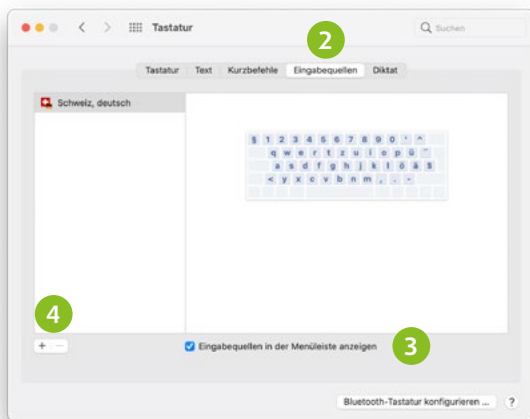 Tastatur
Suchen
2
Tastatur Text Kurzbefehle Eingabequellen Diktat
Schweiz, deutsch
§ 1 2 3 4 5 6 7 8 9 0 ' ^
q w e r t z u i o p ü ¨
a s d f g h j k l ö ä $
< y x c v b n m , . -
4
+ −
Eingabequellen in der Menüleiste anzeigen
3
Bluetooth-Tastatur konfigurieren ... ?